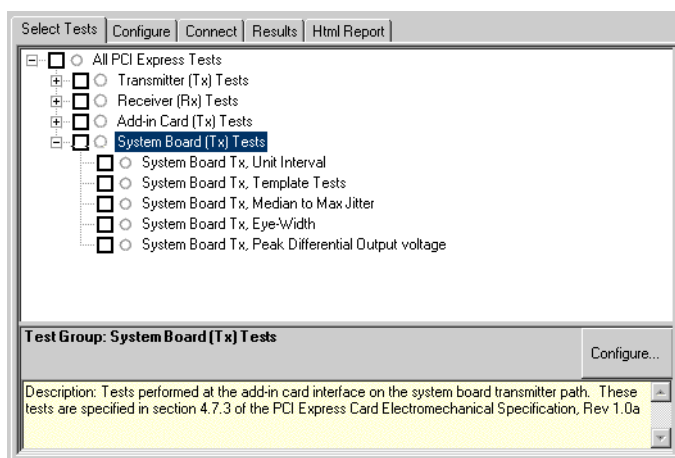 Select Tests Configure Connect Results Html Report
All PCI Express Tests
Transmitter (Tx) Tests
Receiver (Rx) Tests
Add-in Card (Tx) Tests
System Board (Tx) Tests
System Board Tx, Unit Interval
System Board Tx, Template Tests
System Board Tx, Median to Max Jitter
System Board Tx, Eye-Width
System Board Tx, Peak Differential Output voltage
Test Group: System Board (Tx) Tests
Configure...
Description: Tests performed at the add-in card interface on the system board transmitter path. These
tests are specified in section 4.7.3 of the PCI Express Card Electromechanical Specification, Rev 1.0a